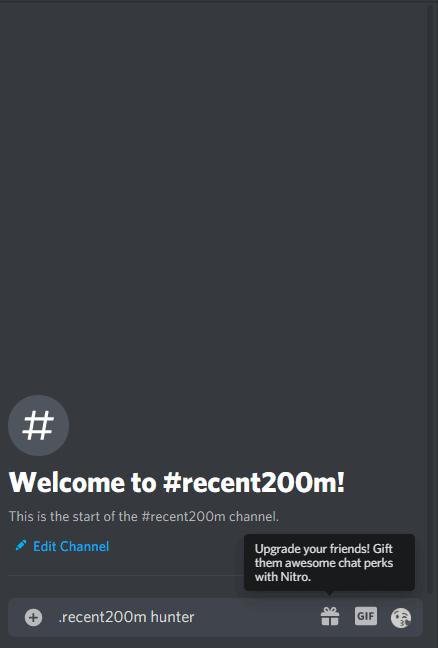 #
Welcome to #recent200m!
This is the start of the #recent200m channel.
Edit Channel
Upgrade your friends! Gift
them awesome chat perks
with Nitro.
.recent200m hunter
GIF